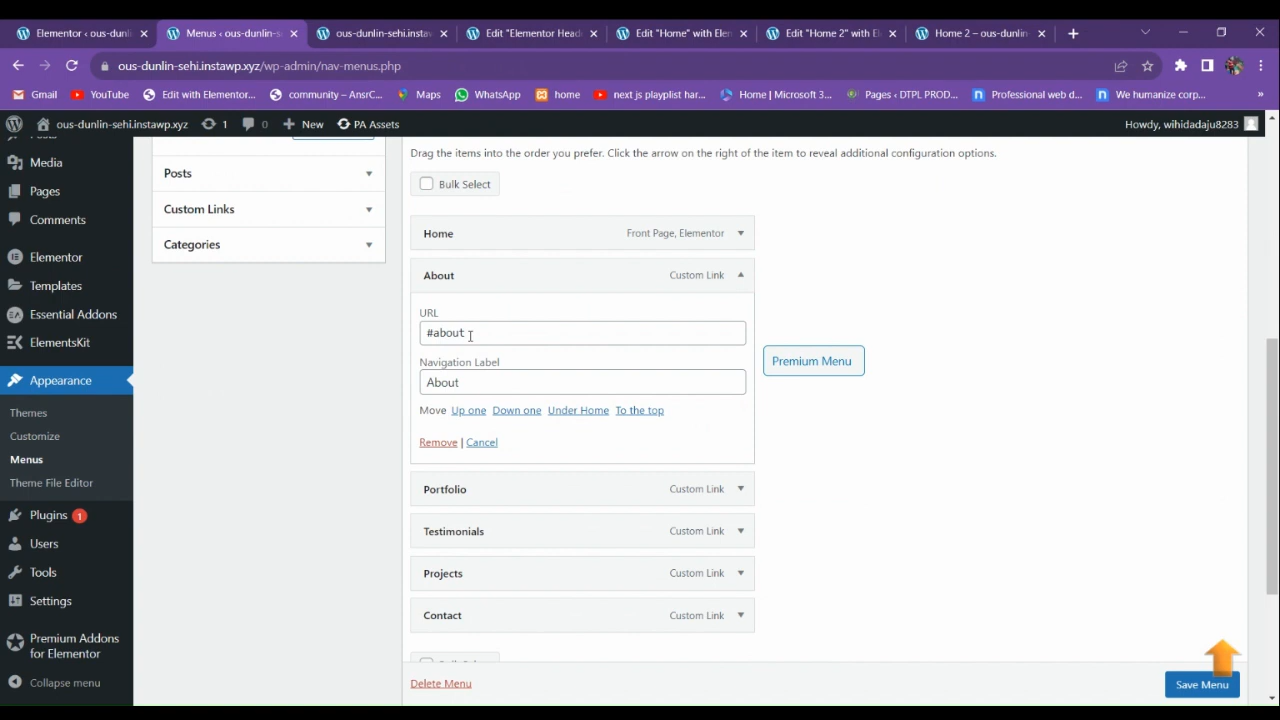 Elementor ‹ ous-dunlin
Menus ‹ ous-dunlin-s
ous-dunlin-sehi.instaw
Edit "Elementor Head
Edit "Home" with Elen
Edit "Home 2" with El
Home 2 – ous-dunlin
ous-dunlin-sehi.instawp.xyz/wp-admin/nav-menus.php
Gmail
YouTube
Edit with Elementor...
community – AnsrC...
Maps
WhatsApp
home
next js playlist har...
Home | Microsoft 3...
Pages ‹ DTPL PROD...
Professional web d...
We humanize corp...
»
ous-dunlin-sehi.instawp.xyz
1
0
New
PA Assets
Howdy, wihidadaju8283
Media
Pages
Comments
Elementor
Templates
Essential Addons
ElementsKit
Appearance
Themes
Customize
Menus
Theme File Editor
Plugins 1
Users
Tools
Settings
Premium Addons
for Elementor
Collapse menu
Posts
Custom Links
Categories
Drag the items into the order you prefer. Click the arrow on the right of the item to reveal additional configuration options.
Bulk Select
Home Front Page, Elementor
About Custom Link
URL
#about
Navigation Label
About
Move Up one Down one Under Home To the top
Remove | Cancel
Premium Menu
Portfolio Custom Link
Testimonials Custom Link
Projects Custom Link
Contact Custom Link
Delete Menu
Save Menu